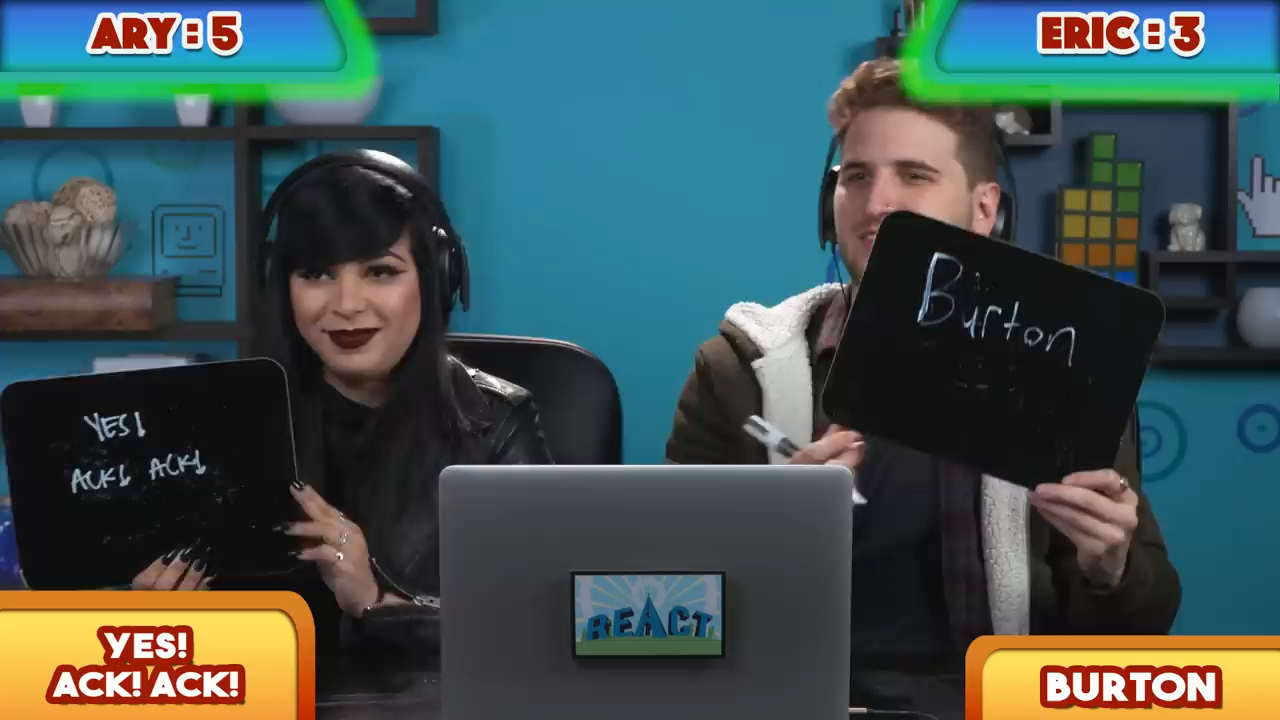 ARY : 5
ERIC : 3
YES!
ACK! ACK!
Burton
REACT
YES!
ACK! ACK!
BURTON